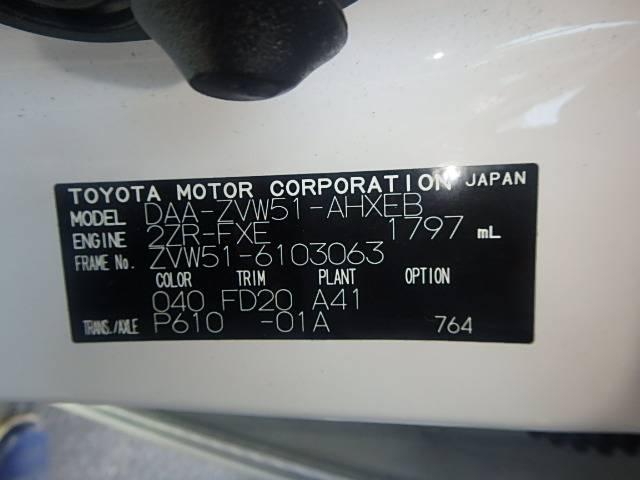 TOYOTA MOTOR CORPORATION JAPAN
MODEL DAA-ZVW51-AHXEB
ENGINE 2ZR-FXE 1797 mL
FRAME No. ZVW51-6103063
COLOR TRIM PLANT OPTION
040 FD20 A41
TRANS./AXLE P610 -01A 764